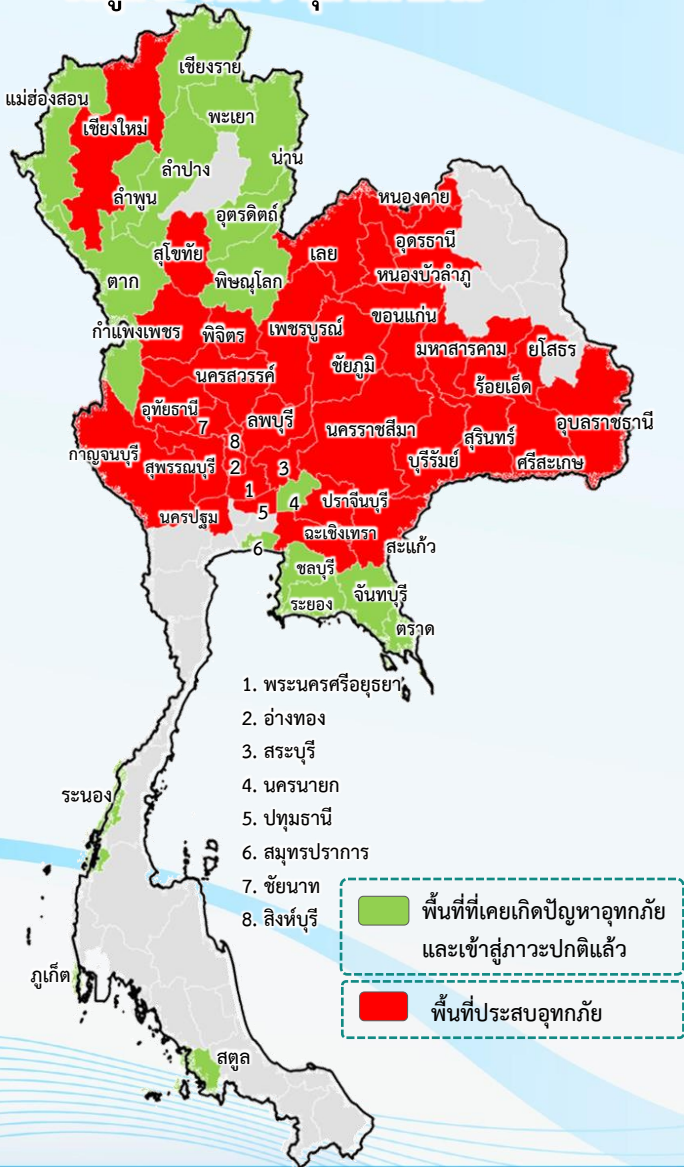 เชียงราย
แม่ฮ่องสอน
พะเยา
เชียงใหม่
น่าน
ลำปาง
ลำพูน
หนองคาย
อุตรดิตถ์
อุดรธานี
สุโขทัย
เลย
หนองบัวลำภู
ตาก
พิษณุโลก
ขอนแก่น
กำแพงเพชร
พิจิตร
เพชรบูรณ์
มหาสารคาม
ยโสธร
ชัยภูมิ
นครสวรรค์
ร้อยเอ็ด
อุทัยธานี
ลพบุรี
อุบลราชธานี
7
นครราชสีมา
สุรินทร์
8
กาญจนบุรี
บุรีรัมย์
ศรีสะเกษ
สุพรรณบุรี
2
3
1
4
ปราจีนบุรี
นครปฐม
5
ฉะเชิงเทรา
6
สะแก้ว
ชลบุรี
จันทบุรี
ระยอง
ตราด
1. พระนครศรีอยุธยา
2. อ่างทอง
3. สระบุรี
4. นครนายก
5. ปทุมธานี
6. สมุทรปราการ
7. ชัยนาท
8. สิงห์บุรี
ระนอง
ภูเก็ต
สตูล
พื้นที่ที่เคยเกิดปัญหาอุทกภัย
และเข้าสู่ภาวะปกติแล้ว
พื้นที่ประสบอุทกภัย